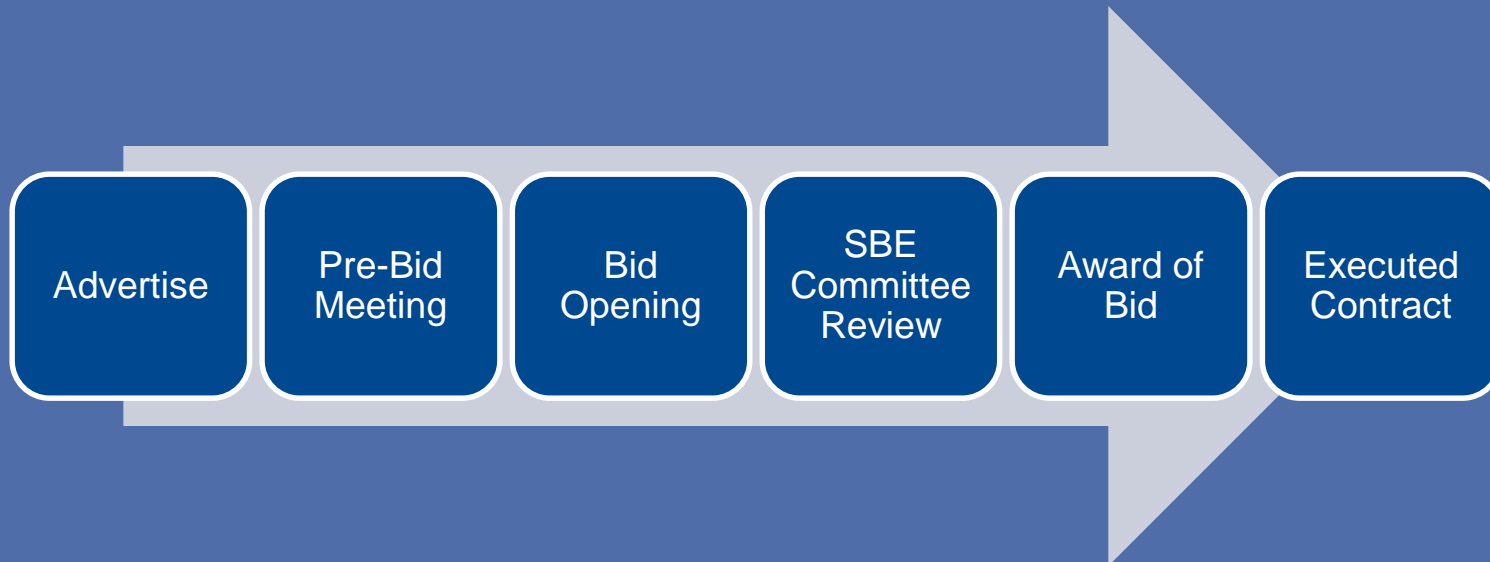 Advertise
Pre-Bid
Meeting
Bid
Opening
SBE
Committee
Review
Award of
Bid
Executed
Contract